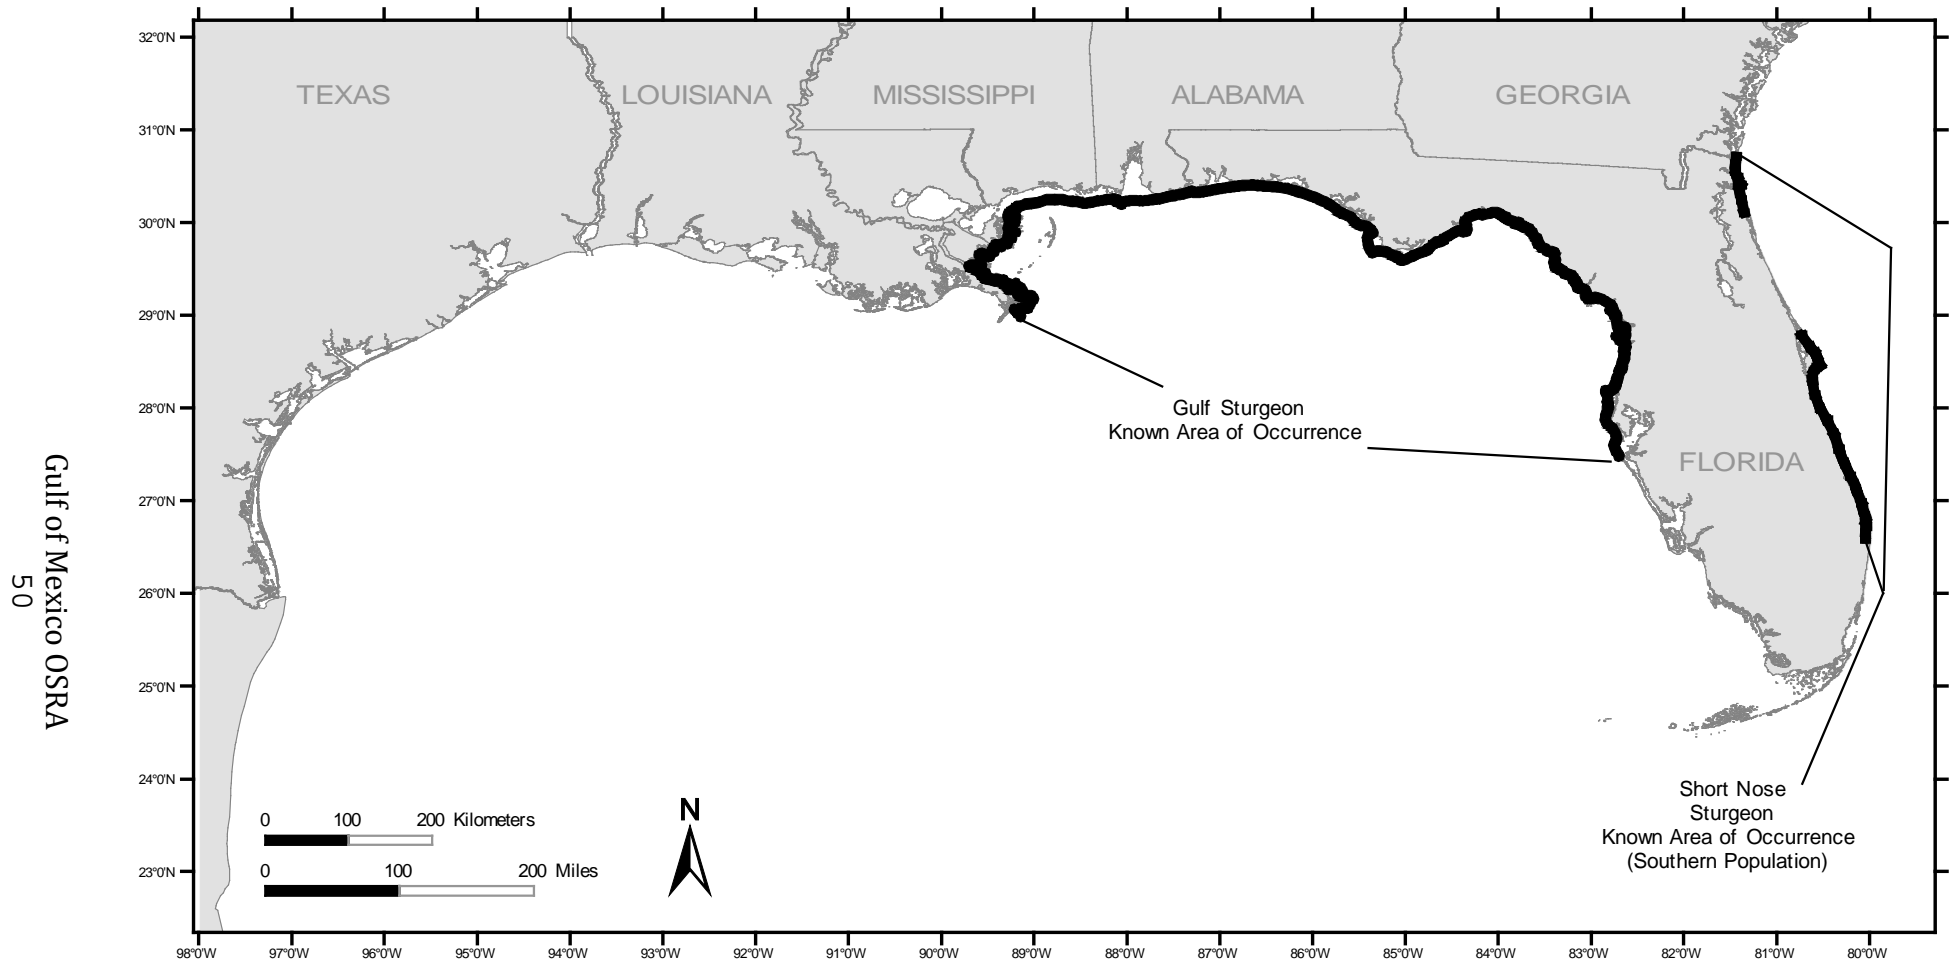 32°0'N
31°0'N
30°0'N
29°0'N
28°0'N
27°0'N
26°0'N
25°0'N
24°0'N
23°0'N
TEXAS
LOUISIANA
MISSISSIPPI
ALABAMA
GEORGIA
FLORIDA
Gulf Sturgeon
Known Area of Occurrence
Short Nose
Sturgeon
Known Area of Occurrence
(Southern Population)
N
0 100 200 Kilometers
0 100 200 Miles
98°0'W 97°0'W 96°0'W 95°0'W 94°0'W 93°0'W 92°0'W 91°0'W 90°0'W 89°0'W 88°0'W 87°0'W 86°0'W 85°0'W 84°0'W 83°0'W 82°0'W 81°0'W 80°0'W
Gulf of Mexico OSRA
50